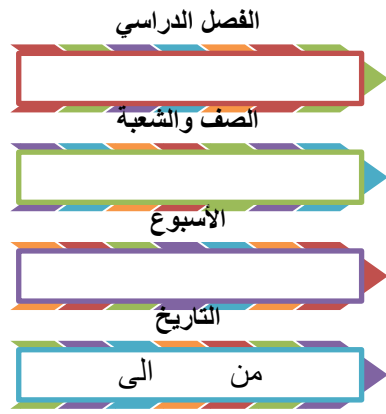 الفصل الدراسي
الصف والشعبة
الأسبوع
التاريخ
من الى